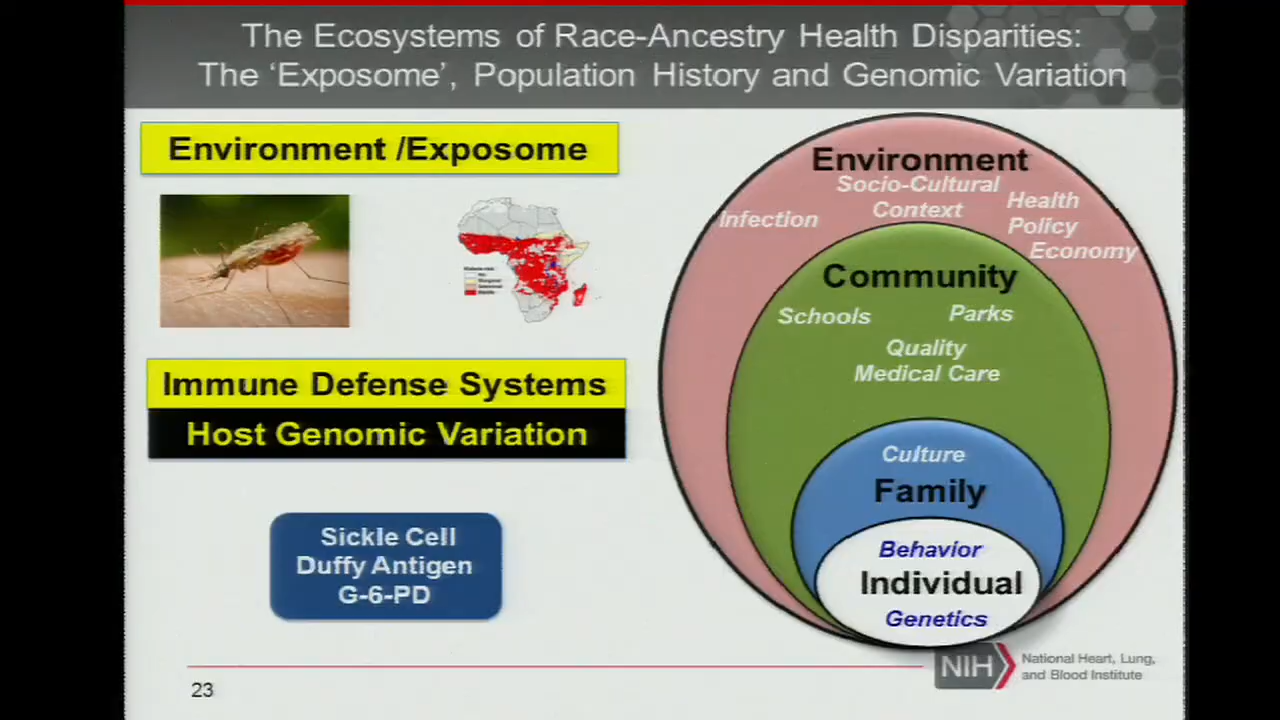 The Ecosystems of Race-Ancestry Health Disparities:
The ‘Exposome’, Population History and Genomic Variation
Environment /Exposome
Immune Defense Systems
Host Genomic Variation
Sickle Cell
Duffy Antigen
G-6-PD
Environment
Socio-Cultural
Context
Infection
Health
Policy
Economy
Community
Schools
Parks
Quality
Medical Care
Culture
Family
Behavior
Individual
Genetics
NIH
National Heart, Lung,
and Blood Institute
23